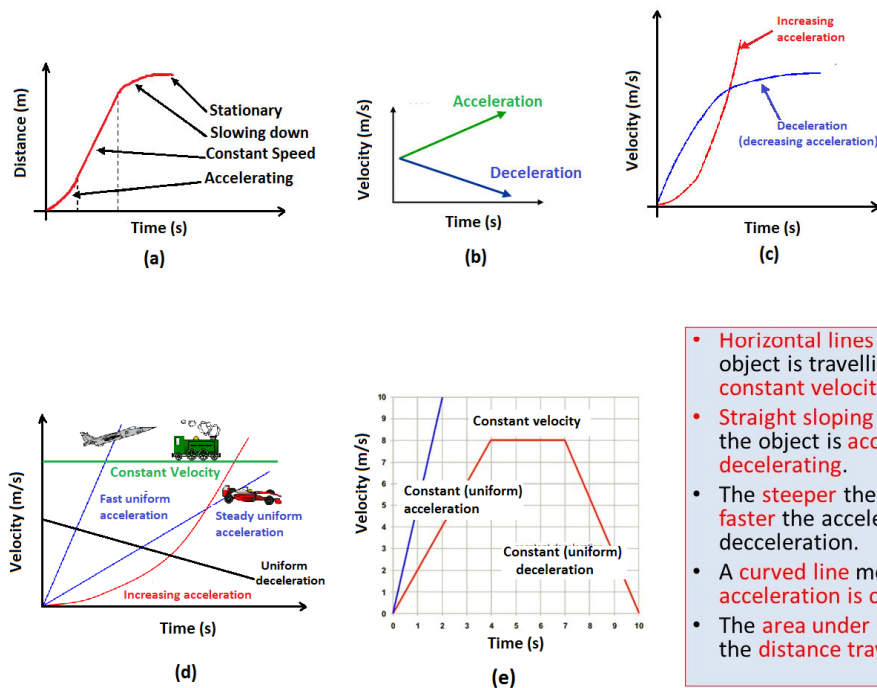 Distance (m)
Stationary
Slowing down
Constant Speed
Accelerating
Time (s)
(a)
Velocity (m/s)
Acceleration
Deceleration
Time (s)
(b)
Velocity (m/s)
Increasing
acceleration
Deceleration
(decreasing acceleration)
Time (s)
(c)
Velocity (m/s)
Constant Velocity
Fast uniform
acceleration
Steady uniform
acceleration
Uniform
deceleration
Increasing acceleration
Time (s)
(d)
Velocity (m/s)
10
9
8
7
6
5
4
3
2
1
0
Constant velocity
Constant (uniform)
acceleration
Constant (uniform)
deceleration
0 1 2 3 4 5 6 7 8 9 10
Time (s)
(e)
• Horizontal lines
object is travelli
constant velocit
• Straight sloping
the object is acc
decelerating.
• The steeper the
faster the accele
decceleration.
• A curved line m
acceleration is c
• The area under
the distance trav